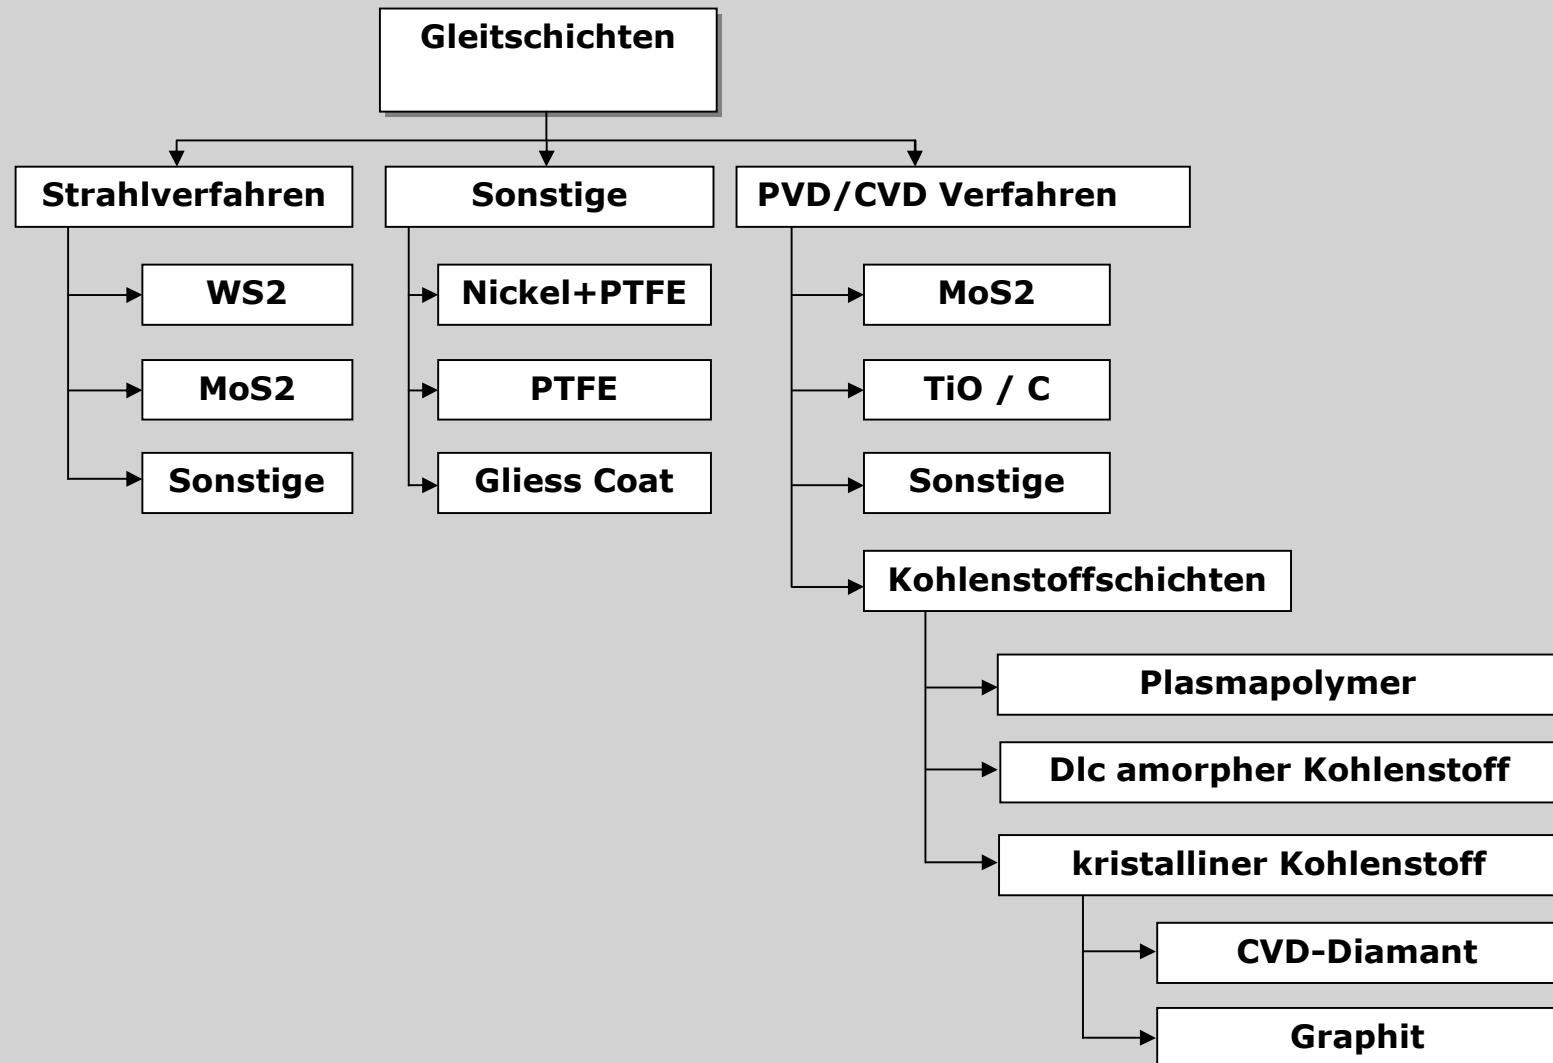 Gleitschichten
Strahlverfahren
Sonstige
PVD/CVD Verfahren
WS2
Nickel+PTFE
MoS2
MoS2
PTFE
TiO / C
Sonstige
Gliess Coat
Sonstige
Kohlenstoffschichten
Plasmapolymer
Dlc amorpher Kohlenstoff
kristalliner Kohlenstoff
CVD-Diamant
Graphit